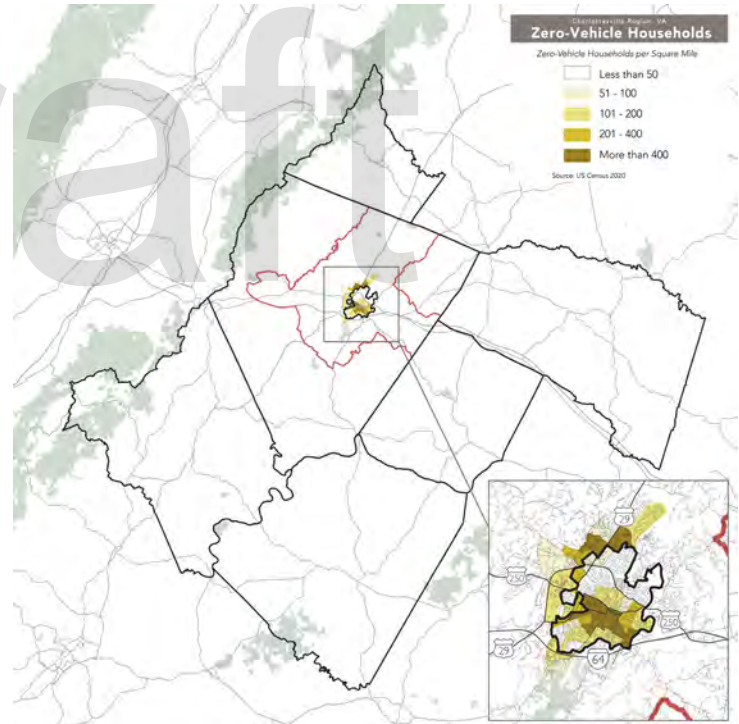 Charlottesville Region, VA
Zero-Vehicle Households
Zero-Vehicle Households per Square Mile
Less than 50
51 - 100
101 - 200
201 - 400
More than 400
Source: US Census 2020
raft
29
250
250
29
64